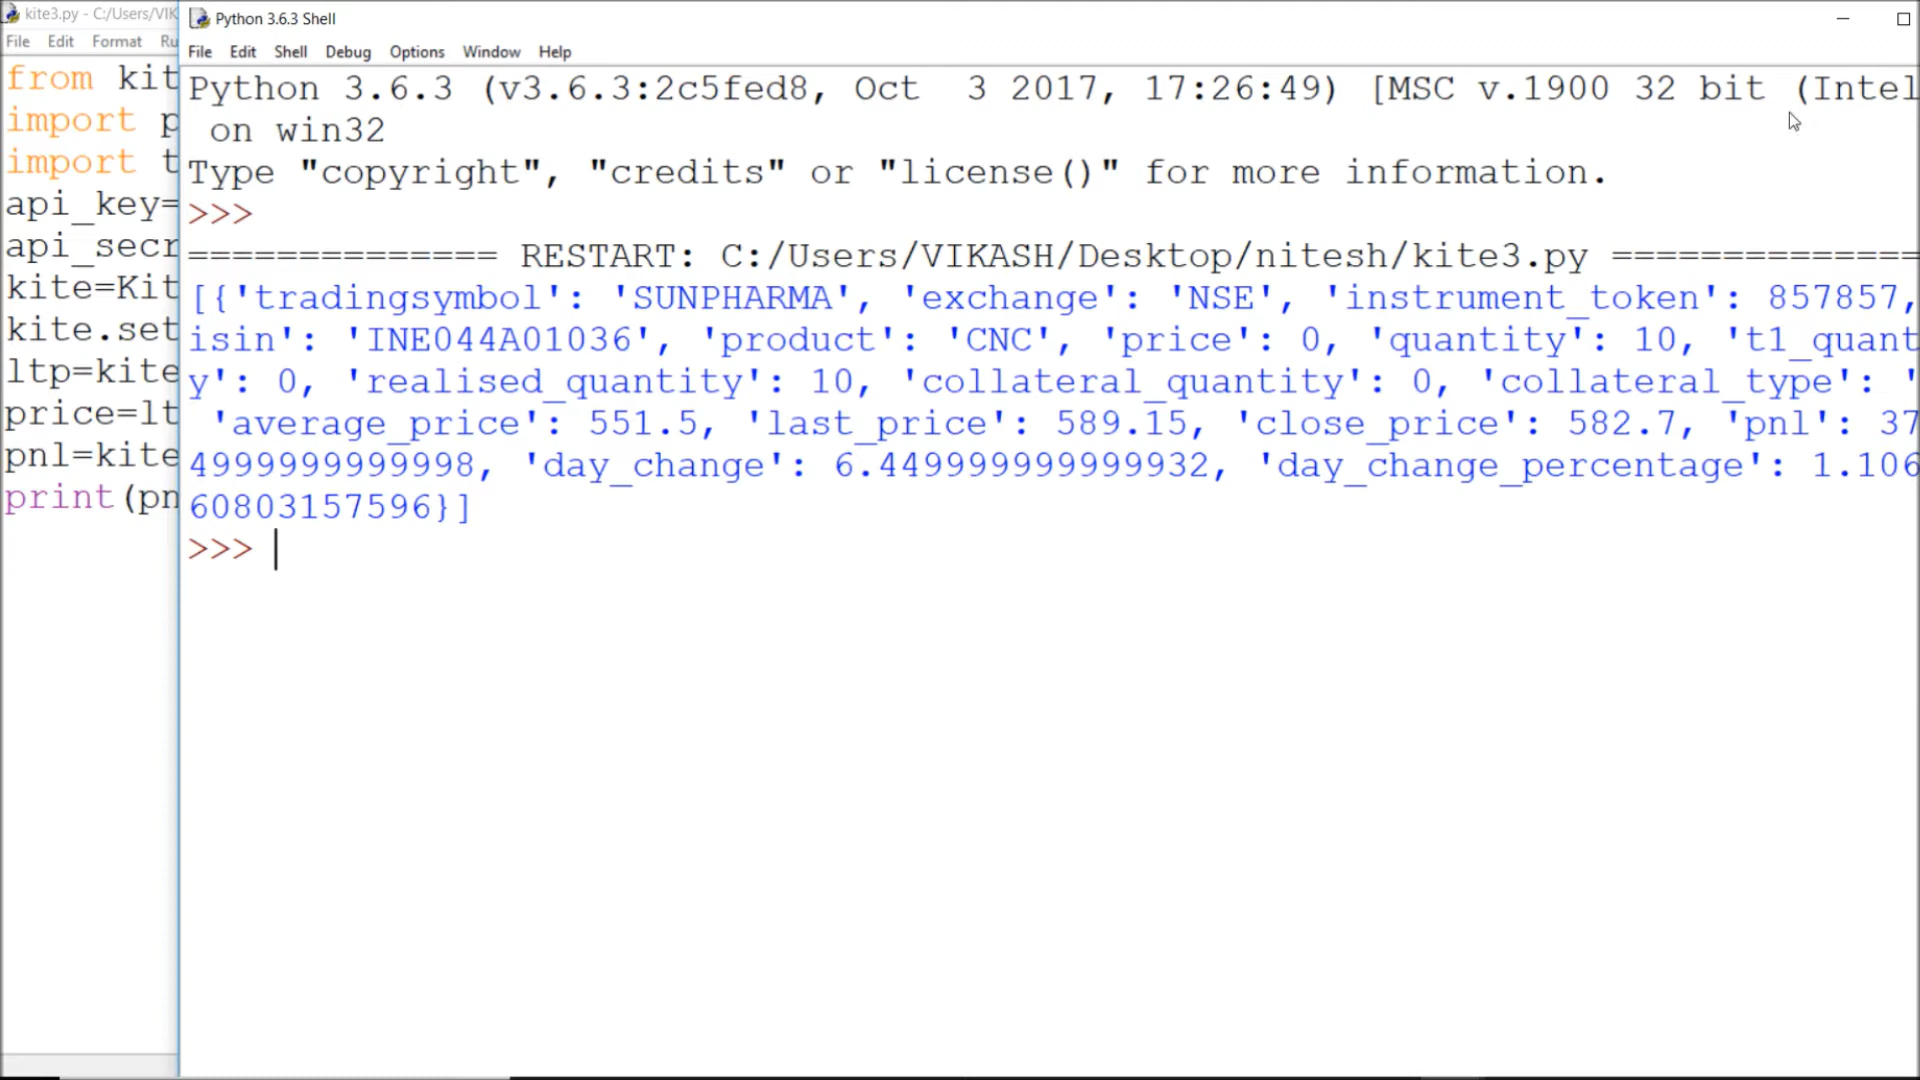 kite3.py - C:/Users/VIK
File Edit Format Ru
from kit
import p
import t
api_key=
api_secr
kite=Kit
kite.set
ltp=kite
price=lt
pnl=kite
print(pn
Python 3.6.3 Shell
File Edit Shell Debug Options Window Help
Python 3.6.3 (v3.6.3:2c5fed8, Oct  3 2017, 17:26:49) [MSC v.1900 32 bit (Intel
on win32
Type "copyright", "credits" or "license()" for more information.
>>>
============== RESTART: C:/Users/VIKASH/Desktop/nitesh/kite3.py ==============
[{'tradingsymbol': 'SUNPHARMA', 'exchange': 'NSE', 'instrument_token': 857857,
isin': 'INE044A01036', 'product': 'CNC', 'price': 0, 'quantity': 10, 't1_quant
y': 0, 'realised_quantity': 10, 'collateral_quantity': 0, 'collateral_type': '
'average_price': 551.5, 'last_price': 589.15, 'close_price': 582.7, 'pnl': 37
4999999999998, 'day_change': 6.449999999999932, 'day_change_percentage': 1.106
60803157596}]
>>>